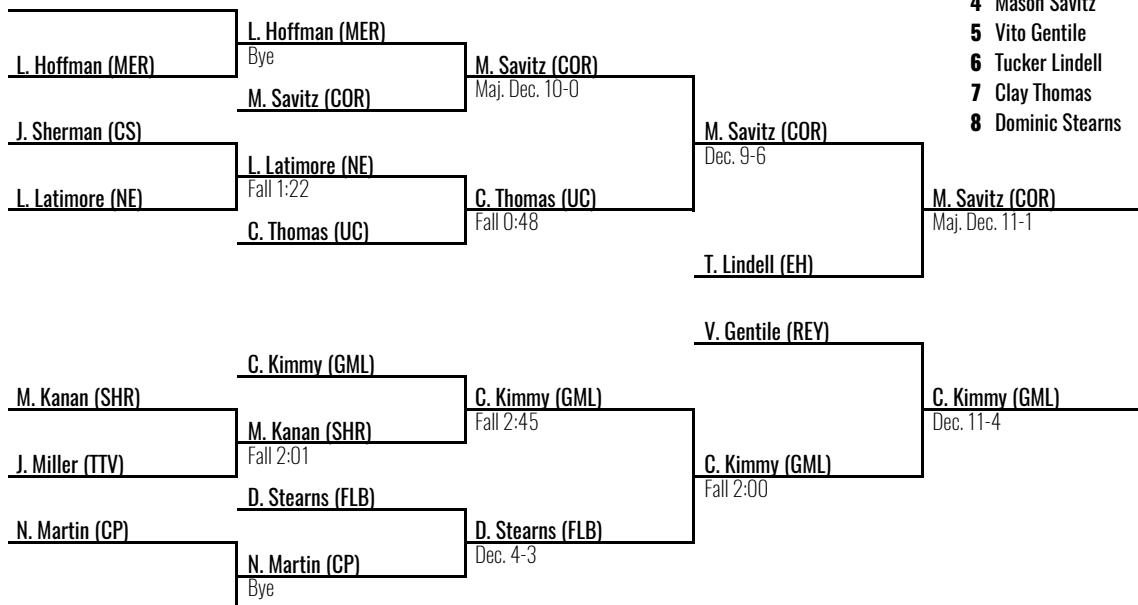 L. Hoffman (MER)
L. Hoffman (MER)
Bye
M. Savitz (COR)
M. Savitz (COR)
Maj. Dec. 10-0
J. Sherman (CS)
L. Latimore (NE)
L. Latimore (NE)
Fall 1:22
C. Thomas (UC)
C. Thomas (UC)
Fall 0:48
M. Savitz (COR)
Dec. 9-6
T. Lindell (EH)
M. Savitz (COR)
Maj. Dec. 11-1
V. Gentile (REY)
C. Kimmy (GML)
M. Kanan (SHR)
J. Miller (TTV)
M. Kanan (SHR)
Fall 2:01
C. Kimmy (GML)
Fall 2:45
D. Stearns (FLB)
N. Martin (CP)
N. Martin (CP)
Bye
D. Stearns (FLB)
Dec. 4-3
C. Kimmy (GML)
Fall 2:00
C. Kimmy (GML)
Dec. 11-4
4 Mason Savitz
5 Vito Gentile
6 Tucker Lindell
7 Clay Thomas
8 Dominic Stearns